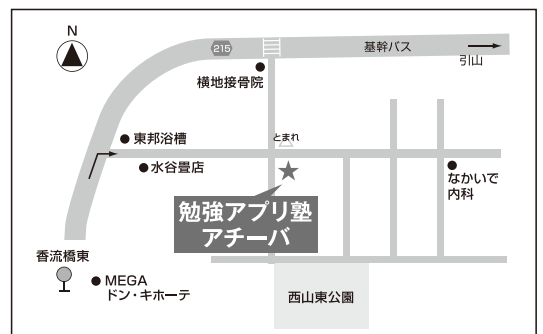 N
215
基幹バス
引山
横地接骨院
とまれ
東邦浴槽
水谷畳店
なかいで
内科
勉強アプリ塾
アチーバ
香流橋東
MEGA
ドン・キホーテ
西山東公園